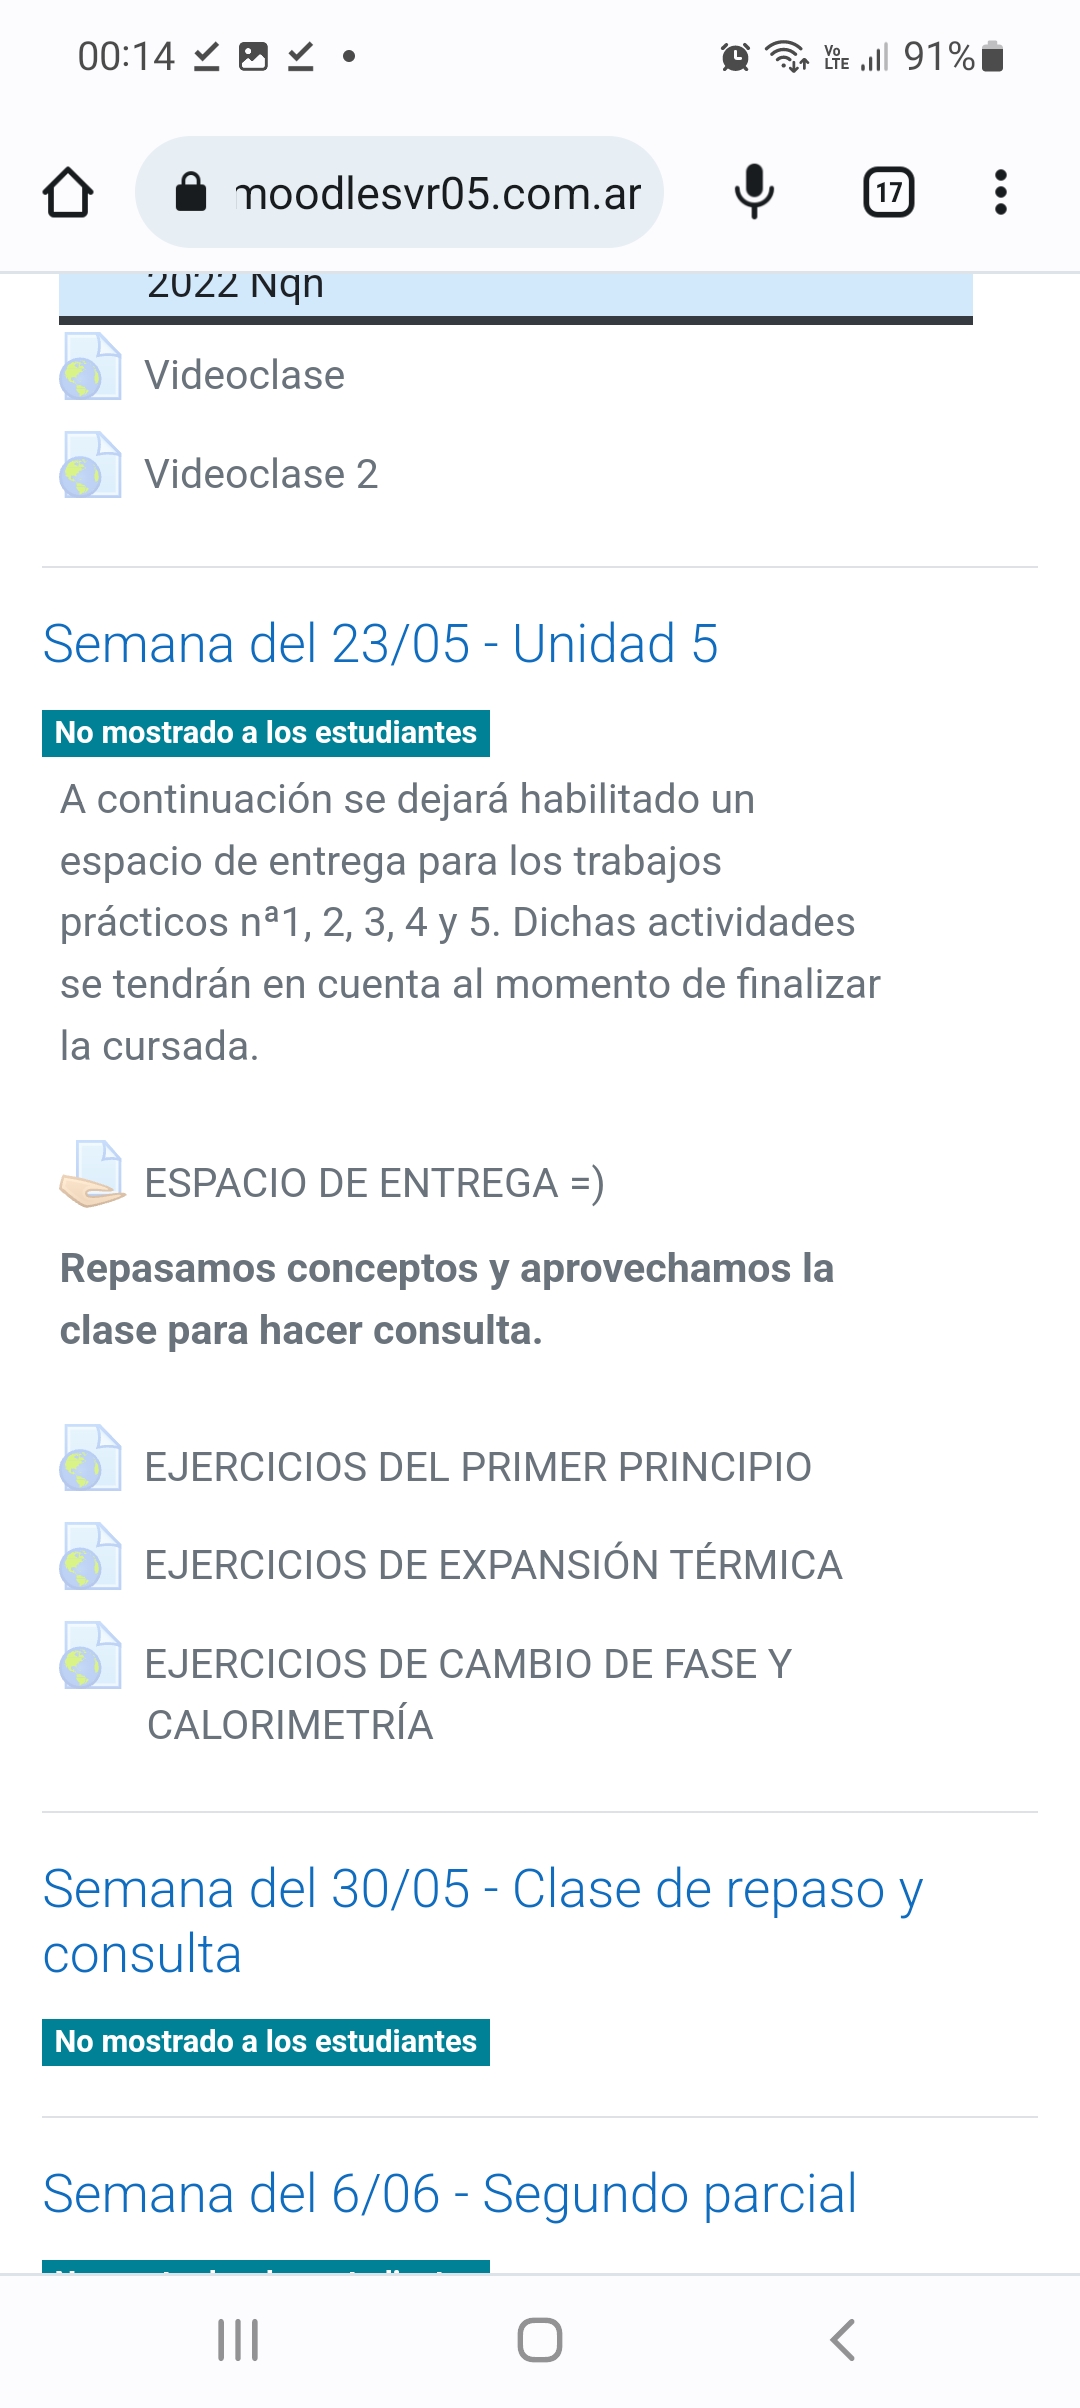 00:14
Vo
LTE
91%
moodlesvr05.com.ar
17
2022 Nqn
Videoclase
Videoclase 2
Semana del 23/05 - Unidad 5
No mostrado a los estudiantes
A continuación se dejará habilitado un
espacio de entrega para los trabajos
prácticos nª1, 2, 3, 4 y 5. Dichas actividades
se tendrán en cuenta al momento de finalizar
la cursada.
ESPACIO DE ENTREGA =)
Repasamos conceptos y aprovechamos la
clase para hacer consulta.
EJERCICIOS DEL PRIMER PRINCIPIO
EJERCICIOS DE EXPANSIÓN TÉRMICA
EJERCICIOS DE CAMBIO DE FASE Y
CALORIMETRÍA
Semana del 30/05 - Clase de repaso y
consulta
No mostrado a los estudiantes
Semana del 6/06 - Segundo parcial